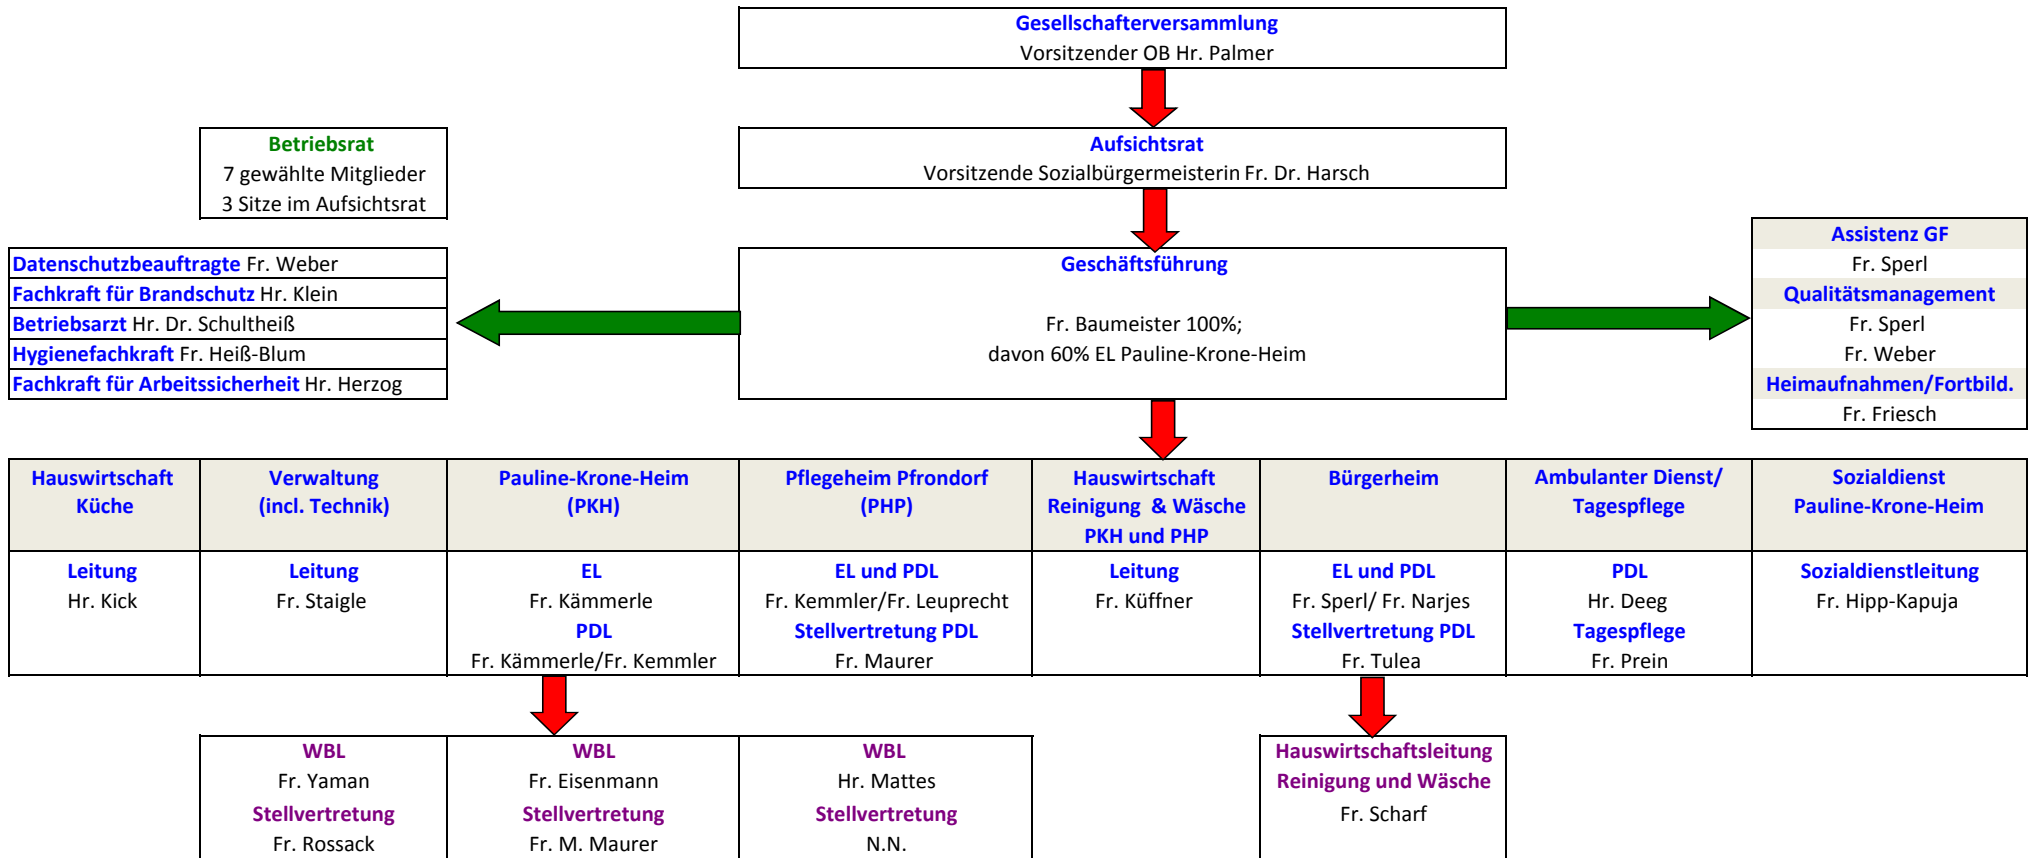 Gesellschafterversammlung
Vorsitzender OB Hr. Palmer
Betriebsrat
7 gewählte Mitglieder
3 Sitze im Aufsichtsrat
Aufsichtsrat
Vorsitzende Sozialbürgermeisterin Fr. Dr. Harsch
Datenschutzbeauftragte Fr. Weber
Fachkraft für Brandschutz Hr. Klein
Betriebsarzt Hr. Dr. Schultheiß
Hygienefachkraft Fr. Heiß-Blum
Fachkraft für Arbeitssicherheit Hr. Herzog
Geschäftsführung
Fr. Baumeister 100%;
davon 60% EL Pauline-Krone-Heim
Assistenz GF
Fr. Sperl
Qualitätsmanagement
Fr. Sperl
Fr. Weber
Heimaufnahmen/Fortbild.
Fr. Friesch
Hauswirtschaft
Küche
Leitung
Hr. Kick
Verwaltung
(incl. Technik)
Leitung
Fr. Staigle
Pauline-Krone-Heim
(PKH)
EL
Fr. Kämmerle
PDL
Fr. Kämmerle/Fr. Kemmler
Pflegeheim Pfrondorf
(PHP)
EL und PDL
Fr. Kemmler/Fr. Leuprecht
Stellvertretung PDL
Fr. Maurer
Hauswirtschaft
Reinigung & Wäsche
PKH und PHP
Leitung
Fr. Küffner
Bürgerheim
EL und PDL
Fr. Sperl/ Fr. Narjes
Stellvertretung PDL
Fr. Tulea
Ambulanter Dienst/
Tagespflege
PDL
Hr. Deeg
Tagespflege
Fr. Prein
Sozialdienst
Pauline-Krone-Heim
Sozialdienstleitung
Fr. Hipp-Kapuja
WBL
Fr. Yaman
Stellvertretung
Fr. Rossack
WBL
Fr. Eisenmann
Stellvertretung
Fr. M. Maurer
WBL
Hr. Mattes
Stellvertretung
N.N.
Hauswirtschaftsleitung
Reinigung und Wäsche
Fr. Scharf